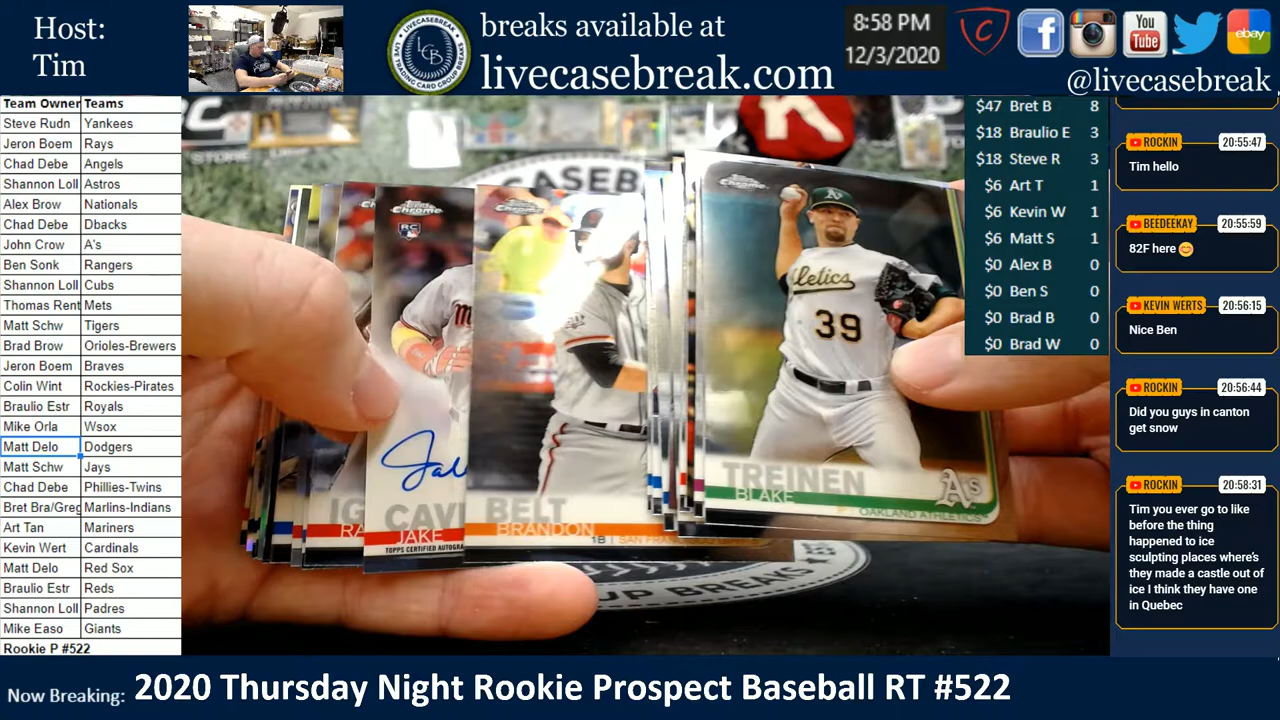 Host:
Tim
breaks available at
livecasebreak.com
8:58 PM
12/3/2020
You
Tube
ebay
@livecasebreak
Team Owner Teams
Steve Rudn Yankees
Jeron Boem Rays
Chad Debe Angels
Shannon Loll Astros
Alex Brow Nationals
Chad Debe Dbacks
John Crow A's
Ben Sonk Rangers
Shannon Loll Cubs
Thomas Rent Mets
Matt Schw Tigers
Brad Brow Orioles-Brewers
Jeron Boem Braves
Colin Wint Rockies-Pirates
Braulio Estr Royals
Mike Orla Wsox
Matt Delo Dodgers
Matt Schw Jays
Chad Debe Phillies-Twins
Bret Bra/Greg Marlins-Indians
Art Tan Mariners
Kevin Wert Cardinals
Matt Delo Red Sox
Braulio Estr Reds
Shannon Loll Padres
Mike Easo Giants
Rookie P #522
CASEBREAK
GROUP BREAKS
RC
CAVE
JAKE
TOPPS CERTIFIED AUTOGRA
IG
RA
BELT
BRANDON
1B
Chrome
39
TREINEN
BLAKE
A's
OAKLAND ATHLETICS
$47 Bret B 8
$18 Braulio E 3
$18 Steve R 3
$6 Art T 1
$6 Kevin W 1
$6 Matt S 1
$0 Alex B 0
$0 Ben S 0
$0 Brad B 0
$0 Brad W 0
ROCKIN 20:55:47
Tim hello
BEEDEEKAY 20:55:59
82F here 😊
KEVIN WERTS 20:56:15
Nice Ben
ROCKIN 20:56:44
Did you guys in canton
get snow
ROCKIN 20:58:31
Tim you ever go to like
before the thing
happened to ice
sculpting places where's
they made a castle out of
ice I think they have one
in Quebec
Now Breaking: 2020 Thursday Night Rookie Prospect Baseball RT #522